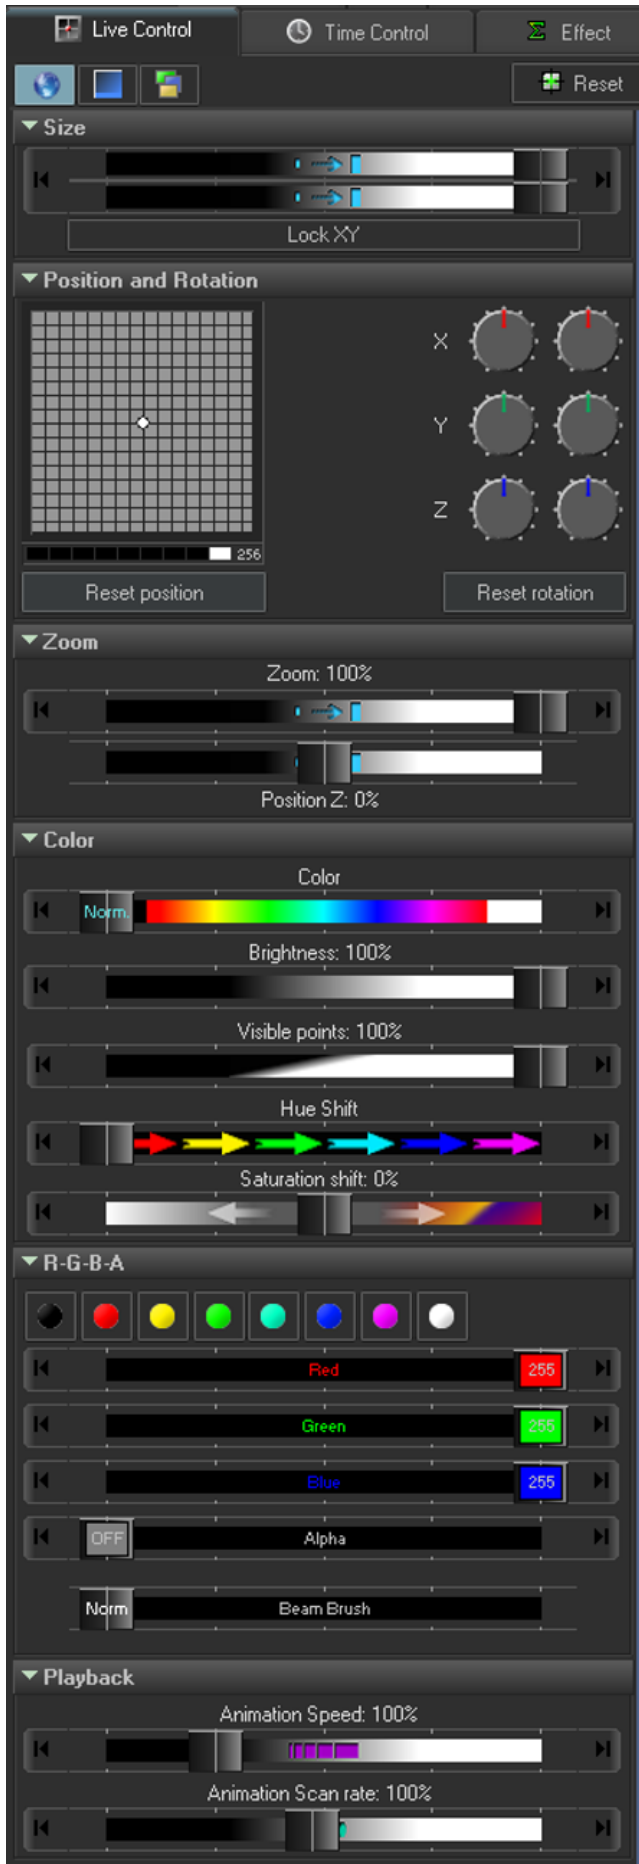 Live Control
Time Control
Σ Effect
Reset
Size
Lock XY
Position and Rotation
X
Y
Z
256
Reset position
Reset rotation
Zoom
Zoom: 100%
Position Z: 0%
Color
Color
Norm.
Brightness: 100%
Visible points: 100%
Hue Shift
Saturation shift: 0%
R-G-B-A
Red 255
Green 255
Blue 255
OFF Alpha
Norm Beam Brush
Playback
Animation Speed: 100%
Animation Scan rate: 100%